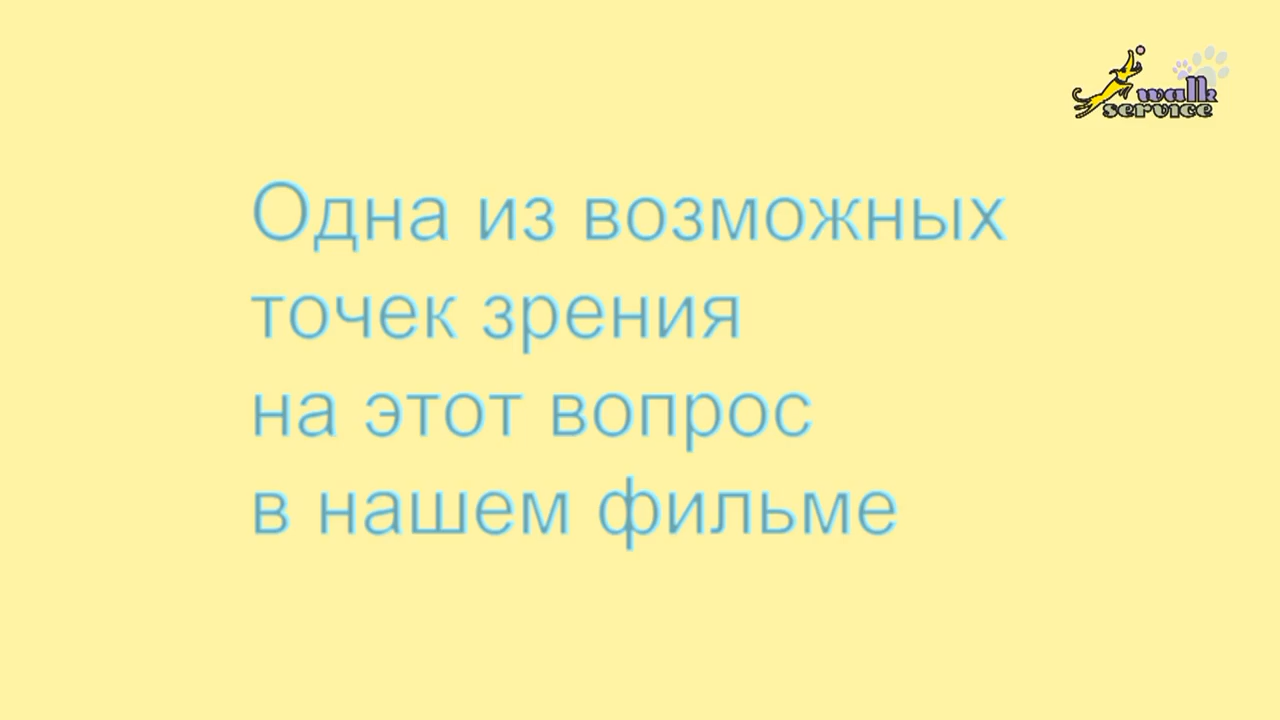 walk
service
Одна из возможных
точек зрения
на этот вопрос
в нашем фильме